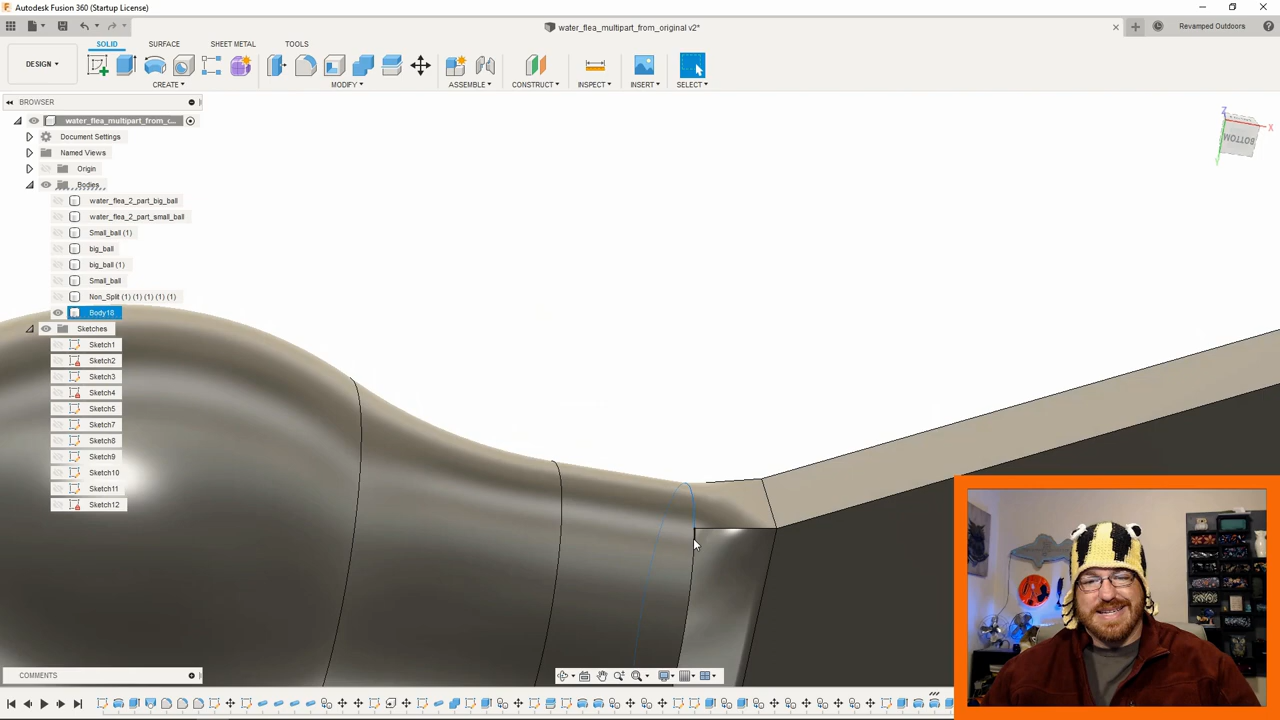 Autodesk Fusion 360 (Startup License)
water_flea_multipart_from_original v2*
Revamped Outdoors
SOLID SURFACE SHEET METAL TOOLS
DESIGN
CREATE MODIFY ASSEMBLE CONSTRUCT INSPECT INSERT SELECT
BROWSER
water_flea_multipart_from_c...
Document Settings
Named Views
Origin
Bodies
water_flea_2_part_big_ball
water_flea_2_part_small_ball
Small_ball (1)
big_ball
big_ball (1)
Small_ball
Non_Split (1) (1) (1) (1) (1)
Body18
Sketches
Sketch1
Sketch2
Sketch3
Sketch4
Sketch5
Sketch7
Sketch8
Sketch9
Sketch10
Sketch11
Sketch12
Z
X
Y
BOTTOM
COMMENTS